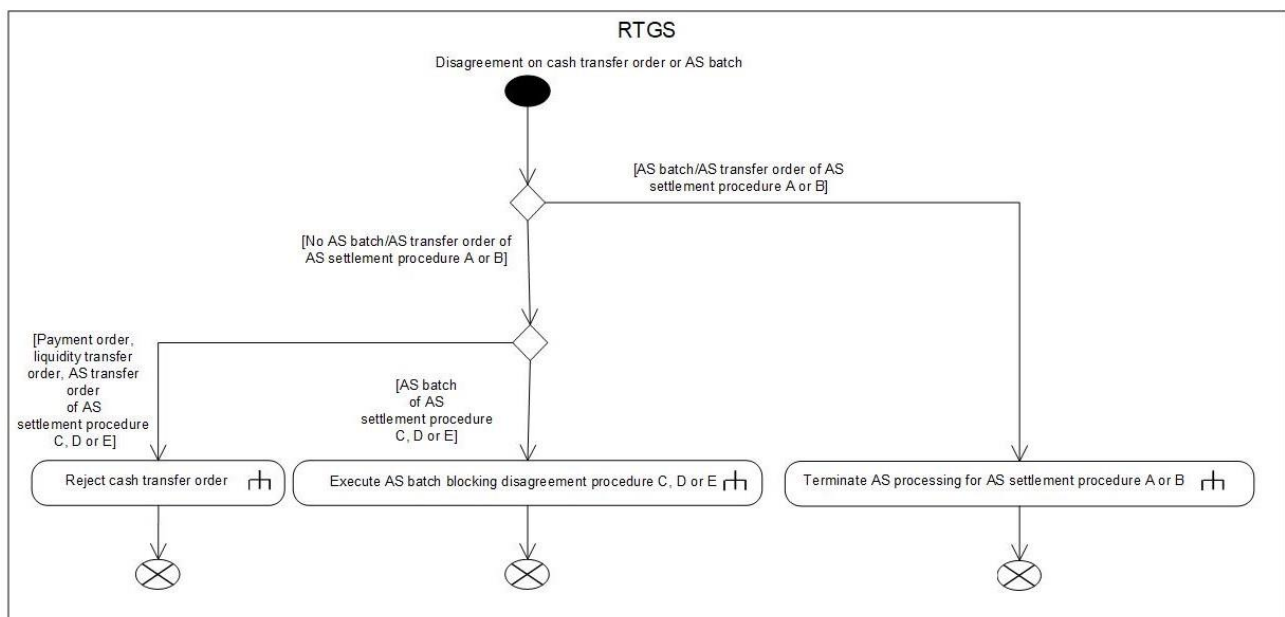 RTGS
Disagreement on cash transfer order or AS batch
[AS batch/AS transfer order of AS
settlement procedure A or B]
[No AS batch/AS transfer order of
AS settlement procedure A or B]
[Payment order,
liquidity transfer
order, AS transfer
order
of AS
settlement procedure
C, D or E]
[AS batch
of AS
settlement procedure
C, D or E]
Reject cash transfer order
Execute AS batch blocking disagreement procedure C, D or E
Terminate AS processing for AS settlement procedure A or B